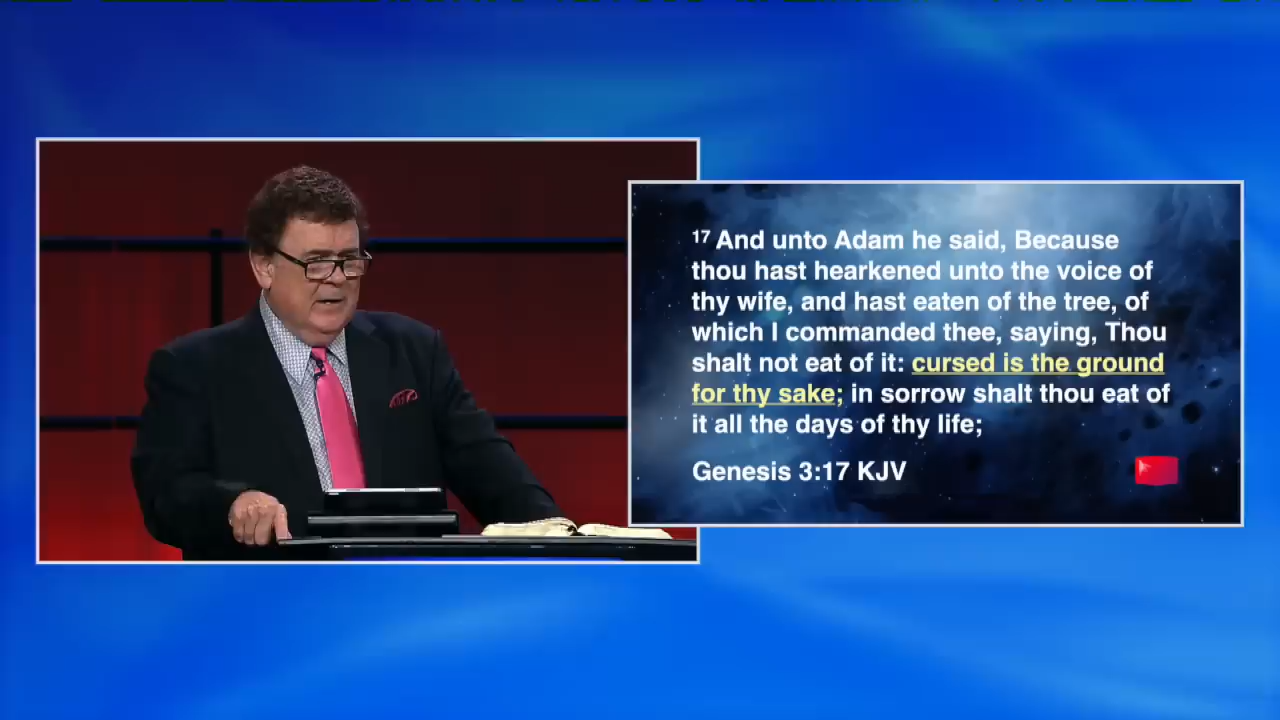 17 And unto Adam he said, Because
thou hast hearkened unto the voice of
thy wife, and hast eaten of the tree, of
which I commanded thee, saying, Thou
shalt not eat of it: cursed is the ground
for thy sake; in sorrow shalt thou eat of
it all the days of thy life;
Genesis 3:17 KJV